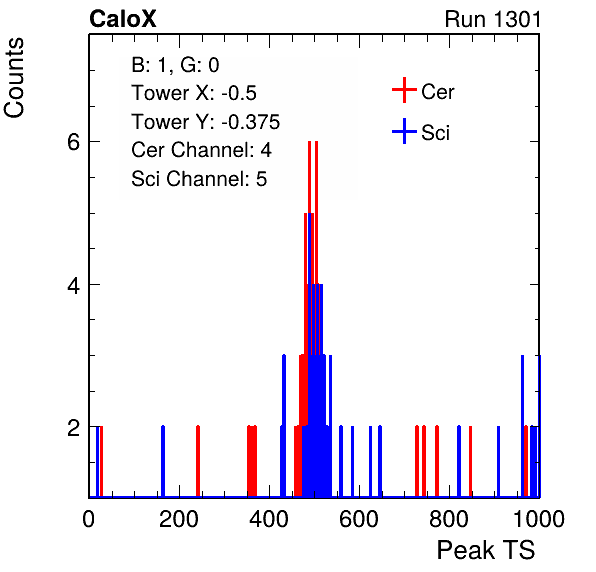 CaloX Run 1301
Counts
B: 1, G: 0
Tower X: -0.5
Tower Y: -0.375
Cer Channel: 4
Sci Channel: 5
Cer
Sci
6
4
2
0 200 400 600 800 1000
Peak TS